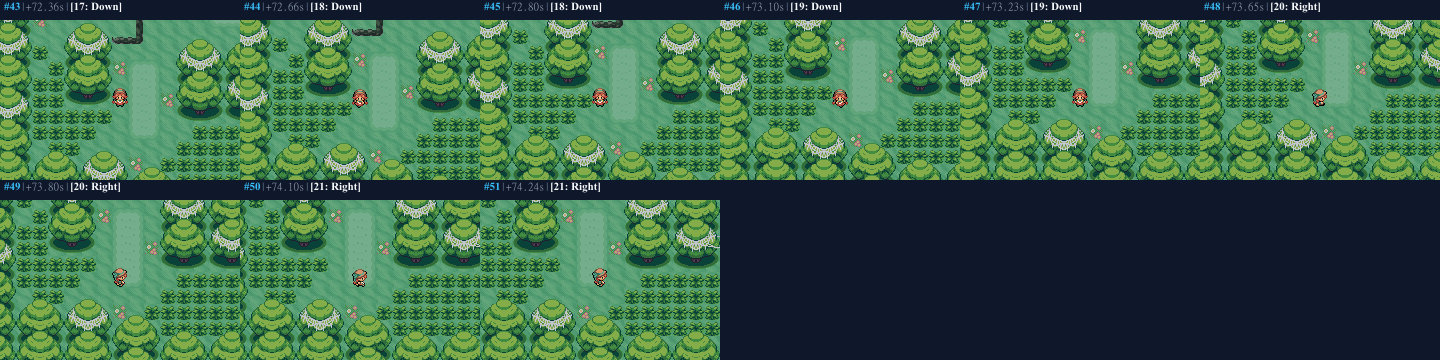 #43|+72.36s|[17: Down]
#44|+72.66s|[18: Down]
#45|+72.80s|[18: Down]
#46|+73.10s|[19: Down]
#47|+73.23s|[19: Down]
#48|+73.65s|[20: Right]
#49|+73.80s|[20: Right]
#50|+74.10s|[21: Right]
#51|+74.24s|[21: Right]